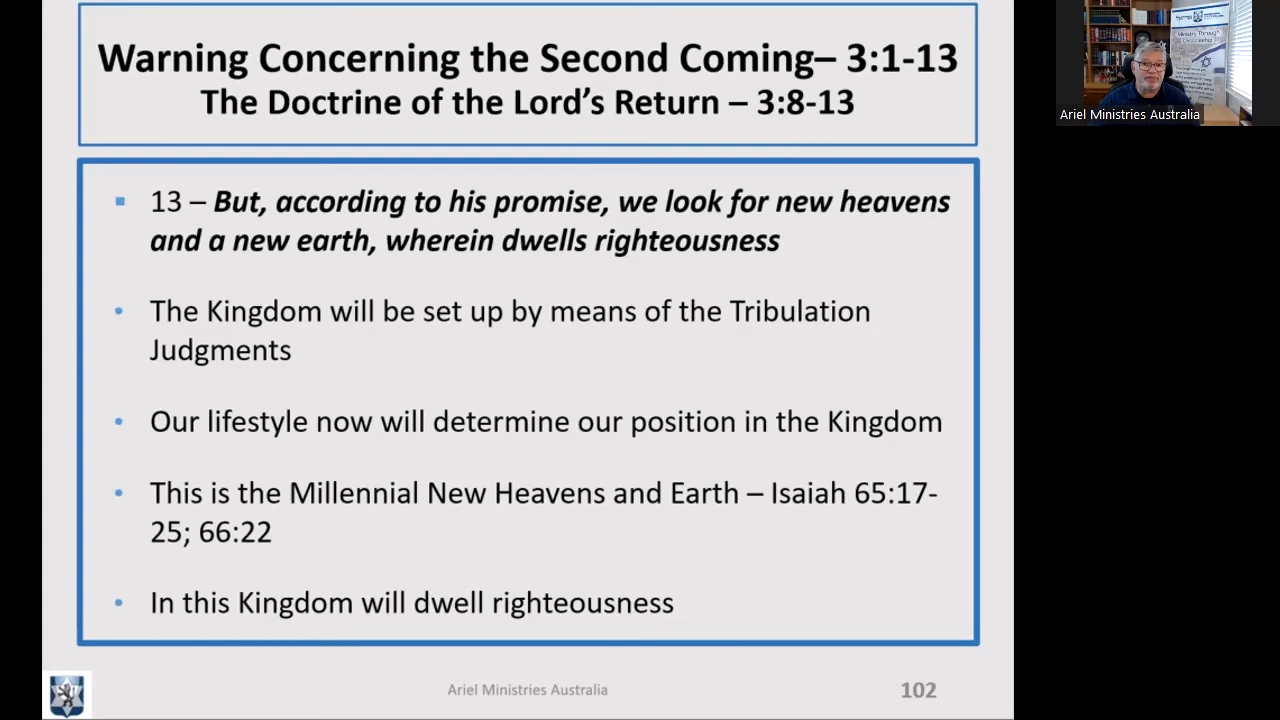 Warning Concerning the Second Coming– 3:1-13
The Doctrine of the Lord's Return – 3:8-13
13 – But, according to his promise, we look for new heavens
and a new earth, wherein dwells righteousness
The Kingdom will be set up by means of the Tribulation
Judgments
Our lifestyle now will determine our position in the Kingdom
This is the Millennial New Heavens and Earth – Isaiah 65:17-
25; 66:22
In this Kingdom will dwell righteousness
Ariel Ministries Australia
102
Ministry Through
Discipleship
Ariel Ministries Australia